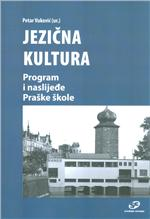 Petar Vuković (ur.)
JEZIČNA
KULTURA
Program
i naslijeđe
Praške škole